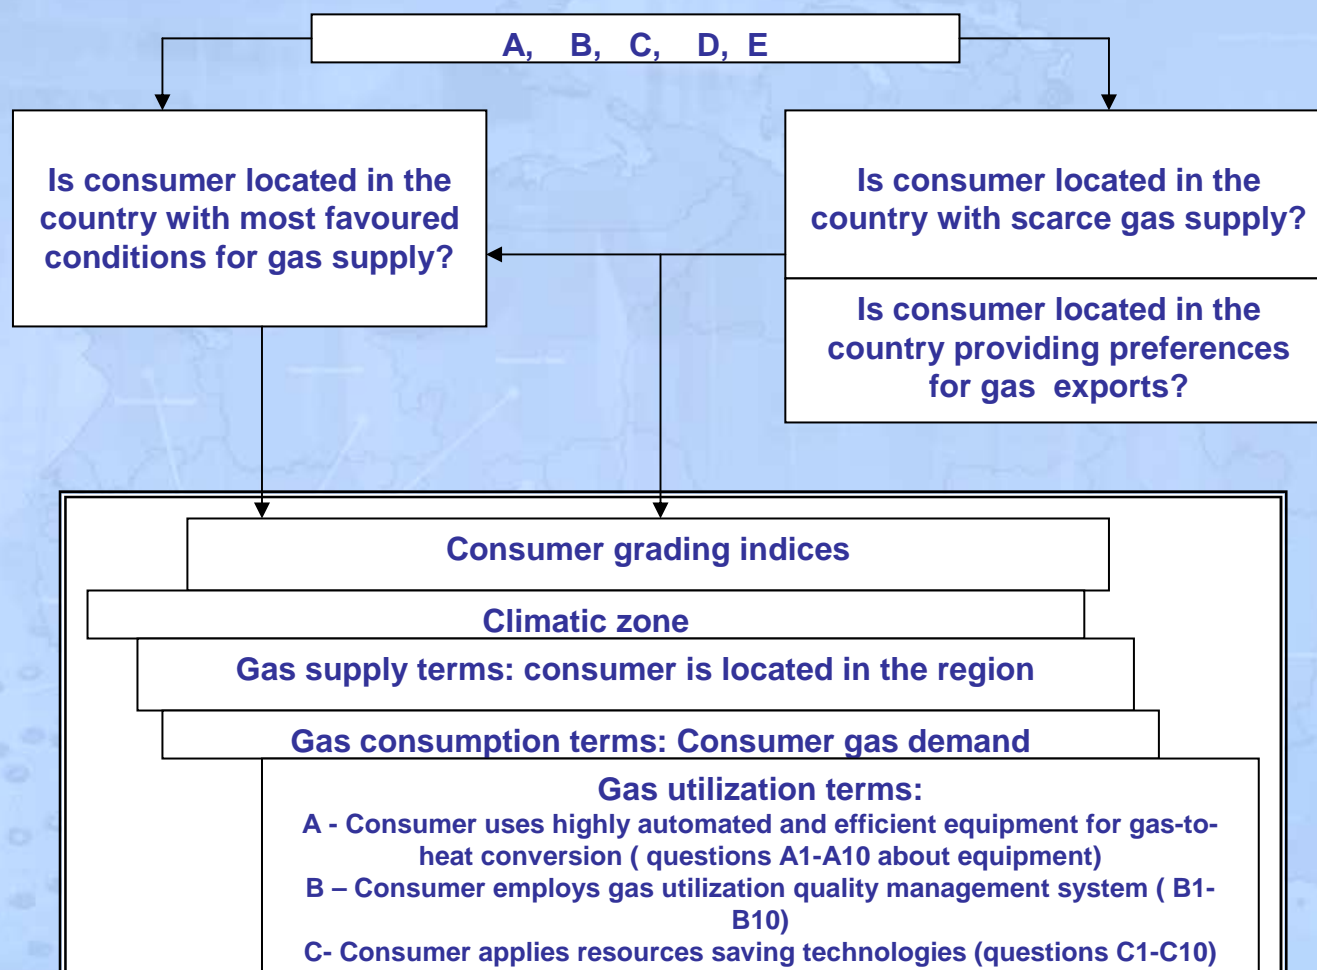 A, B, C, D, E
Is consumer located in the
country with most favoured
conditions for gas supply?
Is consumer located in the
country with scarce gas supply?
Is consumer located in the
country providing preferences
for gas exports?
Consumer grading indices
Climatic zone
Gas supply terms: consumer is located in the region
Gas consumption terms: Consumer gas demand
Gas utilization terms:
A - Consumer uses highly automated and efficient equipment for gas-to-
heat conversion ( questions A1-A10 about equipment)
B – Consumer employs gas utilization quality management system ( B1-
B10)
C- Consumer applies resources saving technologies (questions C1-C10)